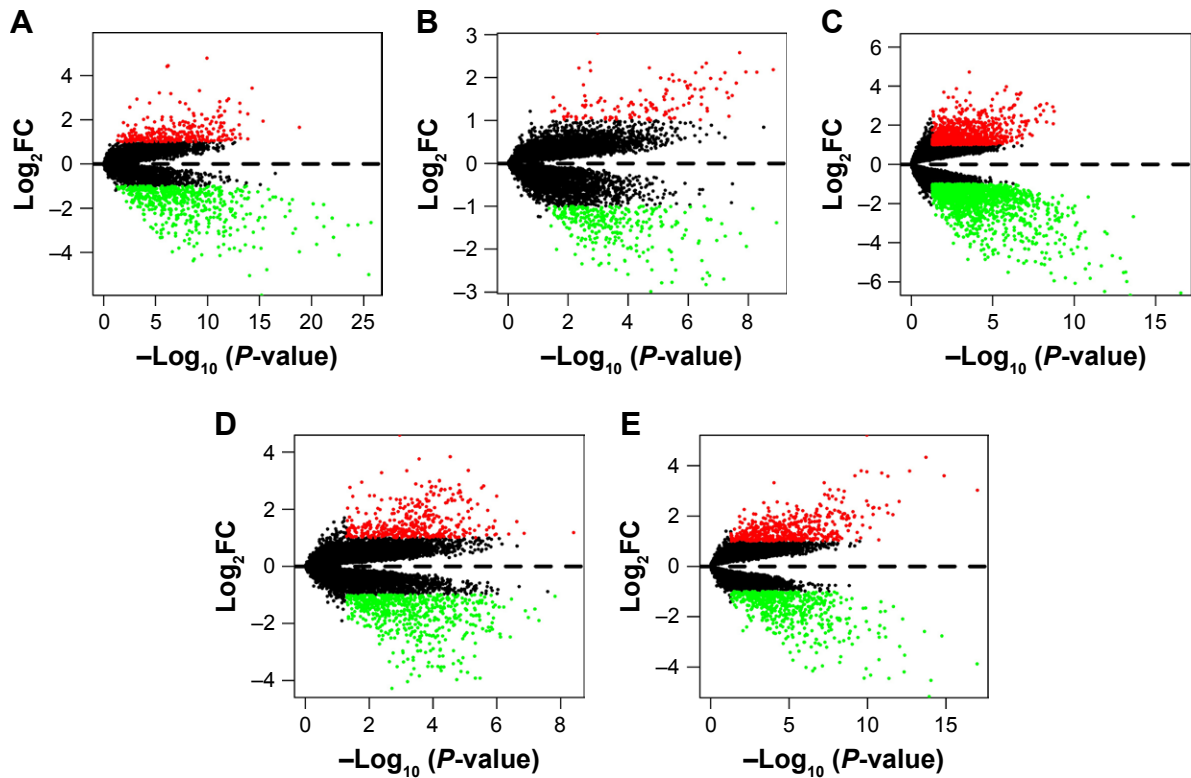 A
Log₂FC
4
2
0
–2
–4
0 5 10 15 20 25
–Log₁₀ (P-value)
B
Log₂FC
3
2
1
0
–1
–2
–3
0 2 4 6 8
–Log₁₀ (P-value)
C
Log₂FC
6
4
2
0
–2
–4
–6
0 5 10 15
–Log₁₀ (P-value)
D
Log₂FC
4
2
0
–2
–4
0 2 4 6 8
–Log₁₀ (P-value)
E
Log₂FC
4
2
0
–2
–4
0 5 10 15
–Log₁₀ (P-value)